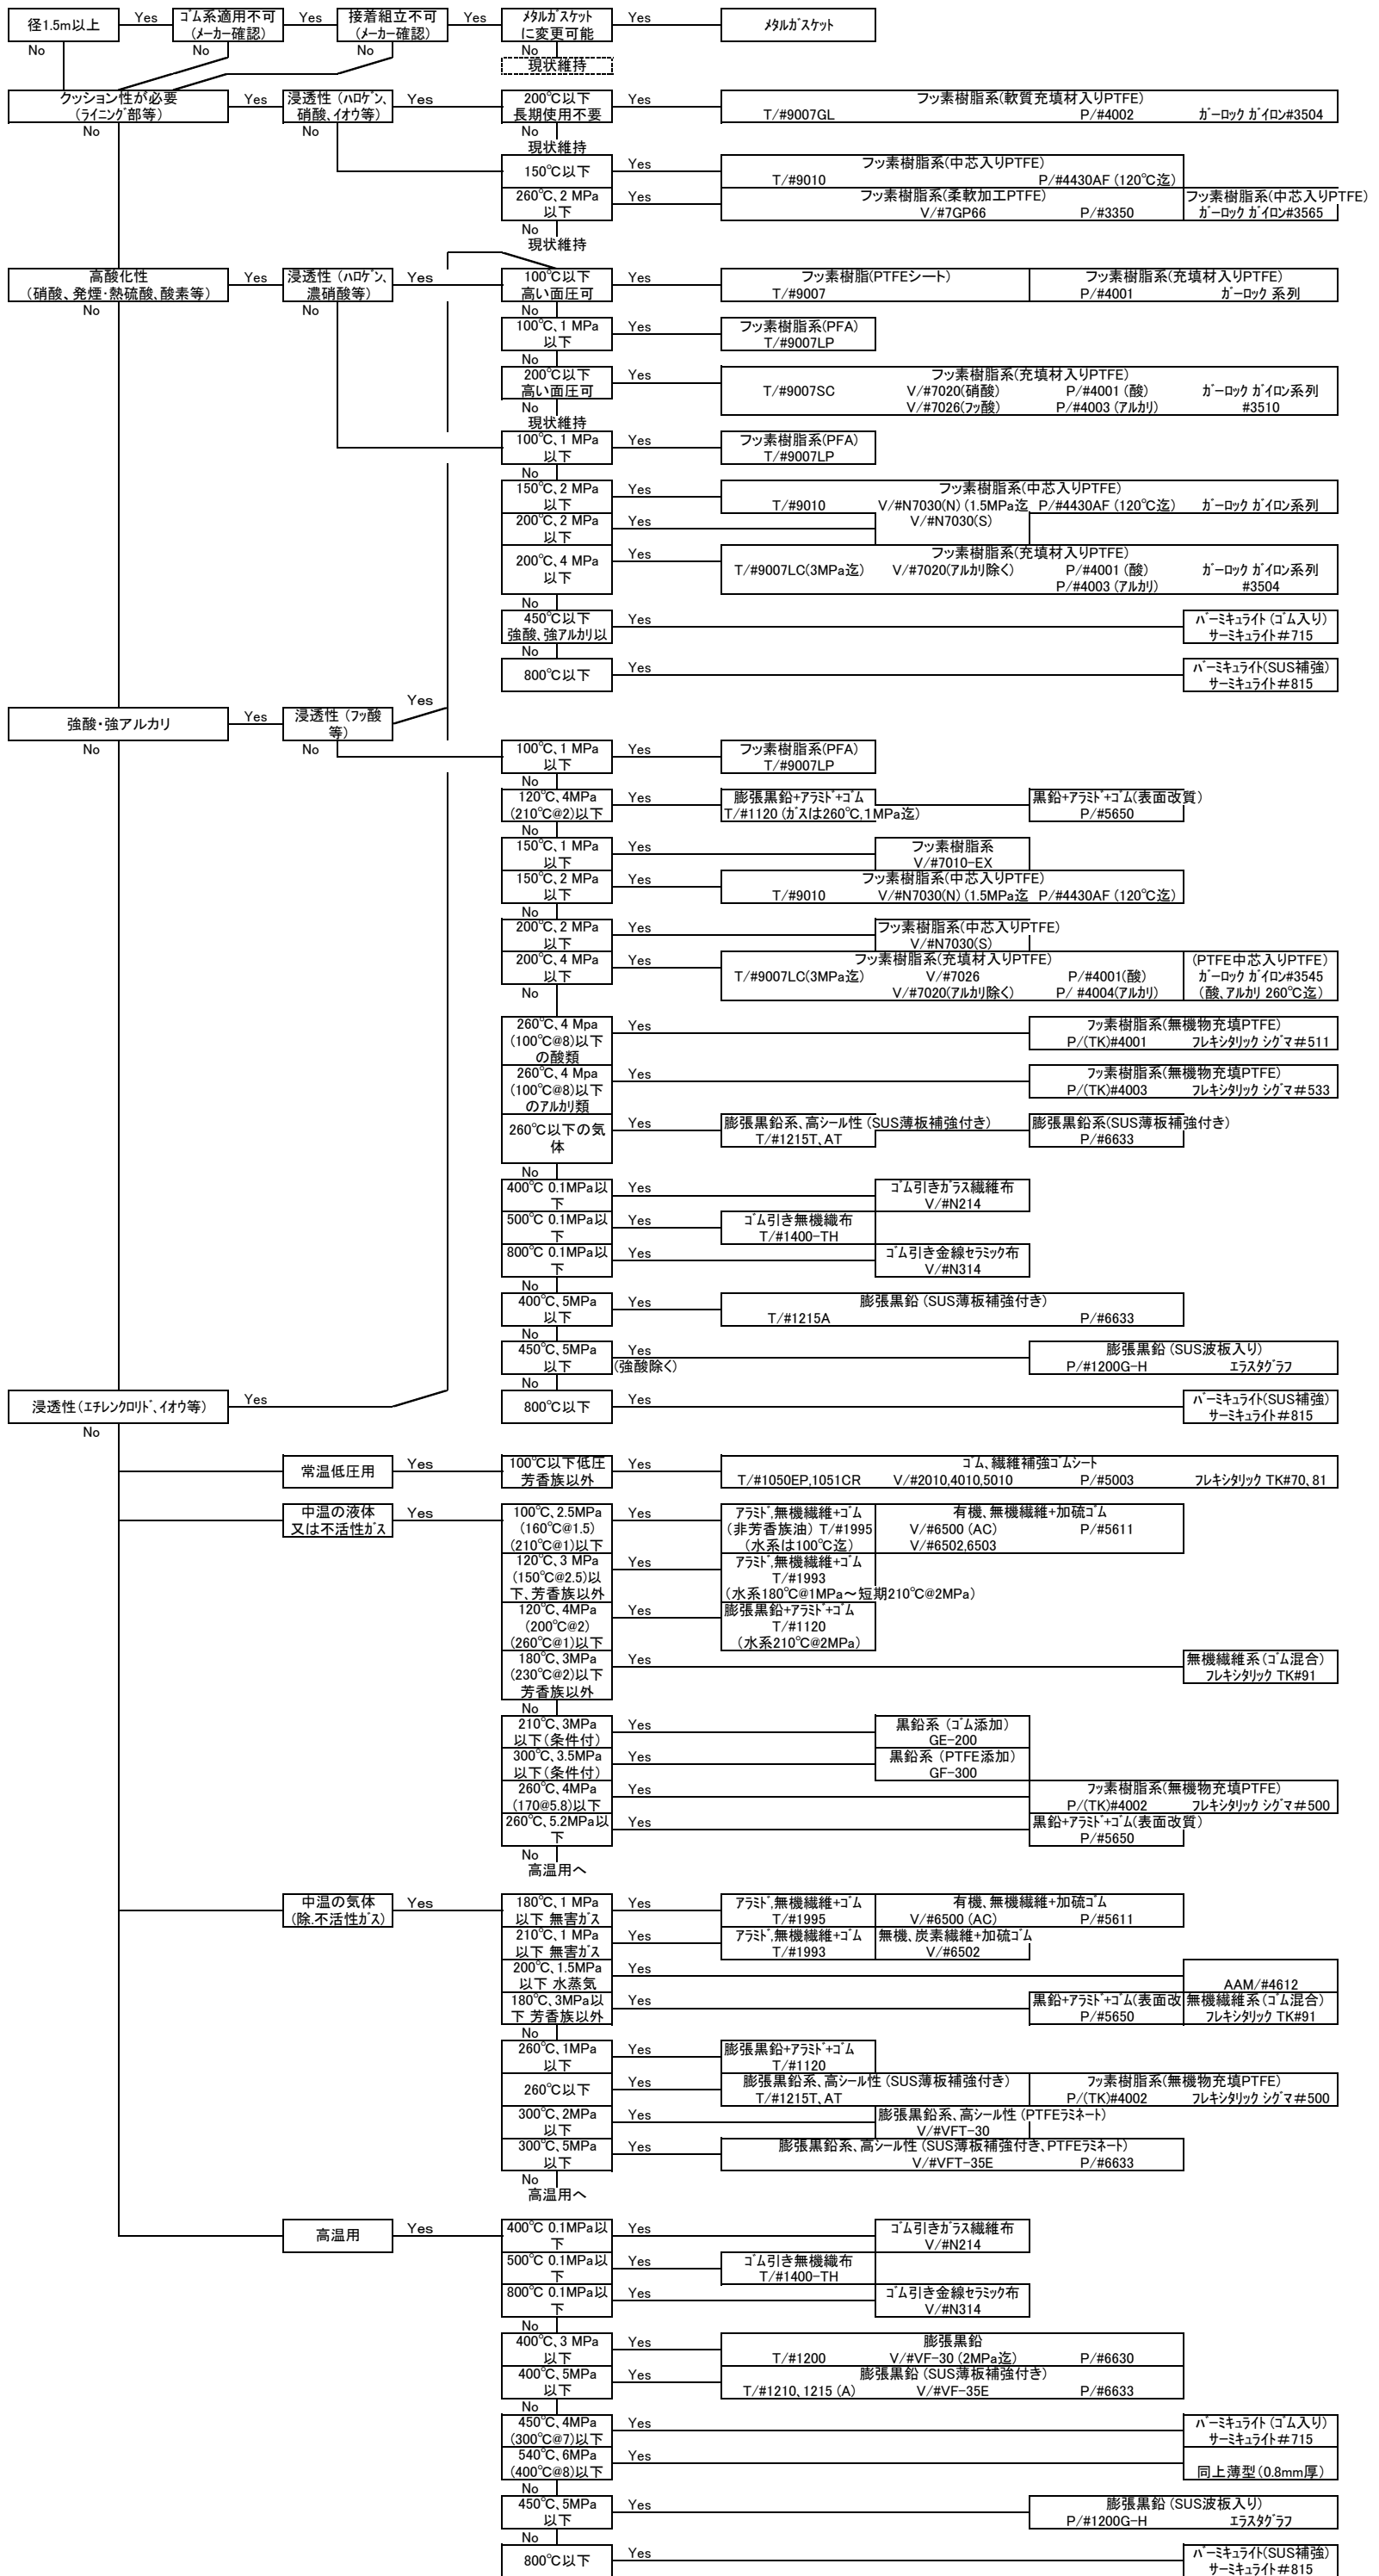 径1.5m以上 Yes ｺﾞﾑ系適用不可 Yes 接着組立不可 Yes ﾒﾀﾙｶﾞｽｹｯﾄ Yes ﾒﾀﾙｶﾞｽｹｯﾄ
(ﾒｰｶｰ確認) (ﾒｰｶｰ確認) に変更可能
No No No No
現状維持
クッション性が必要 Yes 浸透性 (ﾊﾛｹﾞﾝ、 Yes 200℃以下 Yes フッ素樹脂系(軟質充填材入りPTFE)
(ﾗｲﾆﾝｸﾞ部等) 硝酸、ｲｵｳ等) 長期使用不要 T/#9007GL P/#4002 ｶﾞｰﾛｯｸ ｶﾞｲﾛﾝ#3504
No No No
現状維持
150℃以下 Yes フッ素樹脂系(中芯入りPTFE)
T/#9010 P/#4430AF (120℃迄)
260℃、2 MPa Yes フッ素樹脂系(柔軟加工PTFE) フッ素樹脂系(中芯入りPTFE)
以下 V/#7GP66 P/#3350 ｶﾞｰﾛｯｸ ｶﾞｲﾛﾝ#3565
No
現状維持
高酸化性 Yes 浸透性 (ﾊﾛｹﾞﾝ、 Yes 100℃以下 Yes フッ素樹脂(PTFEシート) フッ素樹脂系(充填材入りPTFE)
(硝酸、発煙・熱硫酸、酸素等) 濃硝酸等) 高い面圧可 T/#9007 P/#4001 ｶﾞｰﾛｯｸ 系列
No No No
100℃、1 MPa Yes フッ素樹脂系(PFA)
以下 T/#9007LP
No
200℃以下 Yes フッ素樹脂系(充填材入りPTFE)
高い面圧可 T/#9007SC V/#7020(硝酸) P/#4001 (酸) ｶﾞｰﾛｯｸ ｶﾞｲﾛﾝ系列
No V/#7026(フッ酸) P/#4003 (ｱﾙｶﾘ) #3510
現状維持
100℃、1 MPa Yes フッ素樹脂系(PFA)
以下 T/#9007LP
No
150℃、2 MPa Yes フッ素樹脂系(中芯入りPTFE)
以下 T/#9010 V/#N7030(N) (1.5MPa迄 P/#4430AF (120℃迄) ｶﾞｰﾛｯｸ ｶﾞｲﾛﾝ系列
200℃、2 MPa Yes V/#N7030(S)
以下
200℃、4 MPa Yes フッ素樹脂系(充填材入りPTFE)
以下 T/#9007LC(3MPa迄) V/#7020(ｱﾙｶﾘ除く) P/#4001 (酸) ｶﾞｰﾛｯｸ ｶﾞｲﾛﾝ系列
P/#4003 (ｱﾙｶﾘ) #3504
No
450℃以下 Yes ﾊﾞｰﾐｷｭﾗｲﾄ (ｺﾞﾑ入り)
強酸、強ｱﾙｶﾘ以 ｻｰﾐｷｭﾗｲﾄ＃715
No
800℃以下 Yes ﾊﾞｰﾐｷｭﾗｲﾄ(SUS補強)
ｻｰﾐｷｭﾗｲﾄ＃815
強酸・強アルカリ Yes 浸透性 (フッ酸 Yes
等)
No No
100℃、1 MPa Yes フッ素樹脂系(PFA)
以下 T/#9007LP
No
120℃、4MPa Yes 膨張黒鉛+ｱﾗﾐﾄﾞ+ｺﾞﾑ 黒鉛+ｱﾗﾐﾄﾞ+ｺﾞﾑ(表面改質)
(210℃@2)以下 T/#1120 (ｶﾞｽは260℃,1MPa迄) P/#5650
No
150℃、1 MPa Yes フッ素樹脂系
以下 V/#7010-EX
150℃、2 MPa Yes フッ素樹脂系(中芯入りPTFE)
以下 T/#9010 V/#N7030(N) (1.5MPa迄 P/#4430AF (120℃迄)
No
200℃、2 MPa Yes フッ素樹脂系(中芯入りPTFE)
以下 V/#N7030(S)
200℃、4 MPa Yes フッ素樹脂系(充填材入りPTFE) (PTFE中芯入りPTFE)
以下 T/#9007LC(3MPa迄) V/#7026 P/#4001(酸) ｶﾞｰﾛｯｸ ｶﾞｲﾛﾝ#3545
No V/#7020(ｱﾙｶﾘ除く) P/ #4004(ｱﾙｶﾘ) (酸、ｱﾙｶﾘ 260℃迄)
260℃、4 Mpa Yes フッ素樹脂系(無機物充填PTFE)
(100℃@8)以下 P/(TK)#4001 ﾌﾚｷｼﾀﾘｯｸ ｼｸﾞﾏ＃511
の酸類
260℃、4 Mpa Yes フッ素樹脂系(無機物充填PTFE)
(100℃@8)以下 P/(TK)#4003 ﾌﾚｷｼﾀﾘｯｸ ｼｸﾞﾏ＃533
のｱﾙｶﾘ類
260℃以下の気 Yes 膨張黒鉛系、高ｼｰﾙ性 (SUS薄板補強付き) 膨張黒鉛系(SUS薄板補強付き)
体 T/#1215T、AT P/#6633
No
400℃ 0.1MPa以 Yes ｺﾞﾑ引きｶﾞﾗｽ繊維布
下 V/#N214
500℃ 0.1MPa以 Yes ｺﾞﾑ引き無機織布
下 T/#1400-TH
800℃ 0.1MPa以 Yes ｺﾞﾑ引き金線ｾﾗﾐｯｸ布
下 V/#N314
No
400℃、5MPa Yes 膨張黒鉛 (SUS薄板補強付き)
以下 T/#1215A P/#6633
No
450℃、5MPa Yes 膨張黒鉛 (SUS波板入り)
以下 (強酸除く) P/#1200G-H ｴﾗｽﾀｸﾞﾗﾌ
No
浸透性(ｴﾁﾚﾝｸﾛﾘﾄﾞ、ｲｵｳ等) Yes 800℃以下 Yes ﾊﾞｰﾐｷｭﾗｲﾄ(SUS補強)
ｻｰﾐｷｭﾗｲﾄ＃815
No
常温低圧用 Yes 100℃以下低圧 Yes ｺﾞﾑ、繊維補強ｺﾞﾑｼｰﾄ
芳香族以外 T/#1050EP,1051CR V/#2010,4010,5010 P/#5003 ﾌﾚｷｼﾀﾘｯｸ TK#70、81
中温の液体 Yes 100℃、2.5MPa Yes ｱﾗﾐﾄﾞ,無機繊維+ｺﾞﾑ 有機、無機繊維+加硫ｺﾞﾑ
又は不活性ｶﾞｽ (160℃@1.5) (非芳香族油) T/#1995 V/#6500 (AC) P/#5611
(210℃@1)以下 (水系は100℃迄) V/#6502,6503
120℃、3 MPa Yes ｱﾗﾐﾄﾞ,無機繊維+ｺﾞﾑ
(150℃@2.5)以 T/#1993
下、芳香族以外 (水系180℃@1MPa～短期210℃@2MPa)
120℃、4MPa Yes 膨張黒鉛+ｱﾗﾐﾄﾞ+ｺﾞﾑ
(200℃@2) T/#1120
(260℃@1)以下 (水系210℃@2MPa)
180℃、3MPa Yes 無機繊維系(ｺﾞﾑ混合)
(230℃@2)以下 ﾌﾚｷｼﾀﾘｯｸ TK#91
芳香族以外
No
210℃、3MPa Yes 黒鉛系 (ｺﾞﾑ添加)
以下(条件付) GE-200
300℃、3.5MPa Yes 黒鉛系 (PTFE添加)
以下(条件付) GF-300
260℃、4MPa Yes フッ素樹脂系(無機物充填PTFE)
(170@5.8)以下 P/(TK)#4002 ﾌﾚｷｼﾀﾘｯｸ ｼｸﾞﾏ＃500
260℃、5.2MPa以 Yes 黒鉛+ｱﾗﾐﾄﾞ+ｺﾞﾑ(表面改質)
下 P/#5650
No
高温用へ
中温の気体 Yes 180℃、1 MPa Yes ｱﾗﾐﾄﾞ,無機繊維+ｺﾞﾑ 有機、無機繊維+加硫ｺﾞﾑ
(除.不活性ｶﾞｽ) 以下 無害ｶﾞｽ T/#1995 V/#6500 (AC) P/#5611
210℃、1 MPa Yes ｱﾗﾐﾄﾞ,無機繊維+ｺﾞﾑ 無機、炭素繊維+加硫ｺﾞﾑ
以下 無害ｶﾞｽ T/#1993 V/#6502
200℃、1.5MPa Yes
以下 水蒸気 AAM/#4612
180℃、3MPa以 Yes 黒鉛+ｱﾗﾐﾄﾞ+ｺﾞﾑ(表面改 無機繊維系(ｺﾞﾑ混合)
下 芳香族以外 P/#5650 ﾌﾚｷｼﾀﾘｯｸ TK#91
No
260℃、1MPa Yes 膨張黒鉛+ｱﾗﾐﾄﾞ+ｺﾞﾑ
以下 T/#1120
260℃以下 Yes 膨張黒鉛系、高ｼｰﾙ性 (SUS薄板補強付き) フッ素樹脂系(無機物充填PTFE)
T/#1215T、AT P/(TK)#4002 ﾌﾚｷｼﾀﾘｯｸ ｼｸﾞﾏ＃500
300℃、2MPa Yes 膨張黒鉛系、高ｼｰﾙ性 (PTFEﾗﾐﾈｰﾄ)
以下 V/#VFT-30
300℃、5MPa Yes 膨張黒鉛系、高ｼｰﾙ性 (SUS薄板補強付き、PTFEﾗﾐﾈｰﾄ)
以下 V/#VFT-35E P/#6633
No
高温用へ
高温用 Yes 400℃ 0.1MPa以 Yes ｺﾞﾑ引きｶﾞﾗｽ繊維布
下 V/#N214
500℃ 0.1MPa以 Yes ｺﾞﾑ引き無機織布
下 T/#1400-TH
800℃ 0.1MPa以 Yes ｺﾞﾑ引き金線ｾﾗﾐｯｸ布
下 V/#N314
No
400℃、3 MPa Yes 膨張黒鉛
以下 T/#1200 V/#VF-30 (2MPa迄) P/#6630
400℃、5MPa Yes 膨張黒鉛 (SUS薄板補強付き)
以下 T/#1210、1215 (A) V/#VF-35E P/#6633
No
450℃、4MPa Yes ﾊﾞｰﾐｷｭﾗｲﾄ (ｺﾞﾑ入り)
(300℃@7)以下 ｻｰﾐｷｭﾗｲﾄ＃715
540℃、6MPa Yes
(400℃@8)以下 同上薄型(0.8mm厚)
No
450℃、5MPa Yes 膨張黒鉛 (SUS波板入り)
以下 P/#1200G-H ｴﾗｽﾀｸﾞﾗﾌ
No
800℃以下 Yes ﾊﾞｰﾐｷｭﾗｲﾄ(SUS補強)
ｻｰﾐｷｭﾗｲﾄ＃815